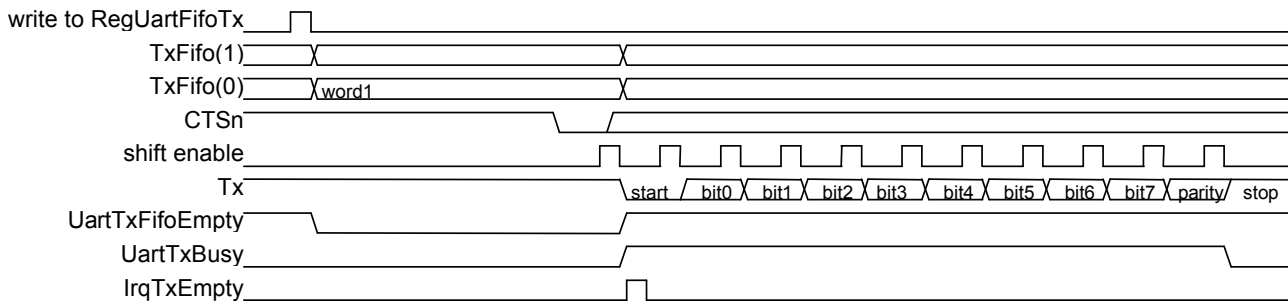 write to RegUartFifoTx
TxFifo(1)
TxFifo(0) word1
CTSn
shift enable
Tx start bit0 bit1 bit2 bit3 bit4 bit5 bit6 bit7 parity stop
UartTxFifoEmpty
UartTxBusy
IrqTxEmpty